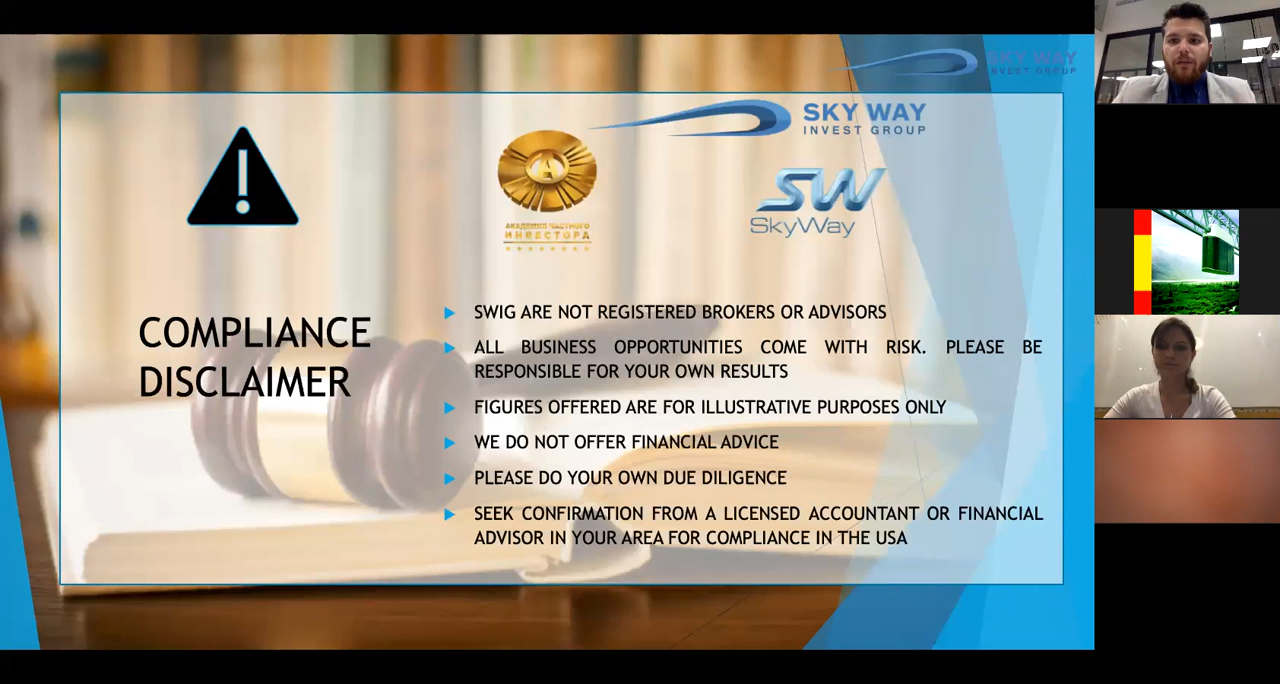 SKY WAY
INVEST GROUP
SKY WAY
INVEST GROUP
A
АКАДЕМИЯ ЧАСТНОГО
ИНВЕСТОРА
SW
SkyWay
COMPLIANCE
DISCLAIMER
SWIG ARE NOT REGISTERED BROKERS OR ADVISORS
ALL BUSINESS OPPORTUNITIES COME WITH RISK. PLEASE BE
RESPONSIBLE FOR YOUR OWN RESULTS
FIGURES OFFERED ARE FOR ILLUSTRATIVE PURPOSES ONLY
WE DO NOT OFFER FINANCIAL ADVICE
PLEASE DO YOUR OWN DUE DILIGENCE
SEEK CONFIRMATION FROM A LICENSED ACCOUNTANT OR FINANCIAL
ADVISOR IN YOUR AREA FOR COMPLIANCE IN THE USA